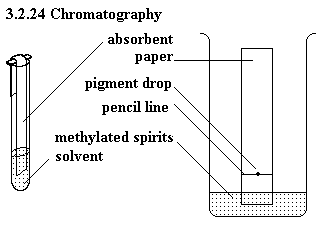 3.2.24 Chromatography
absorbent
paper
pigment drop
pencil line
methylated spirits
solvent